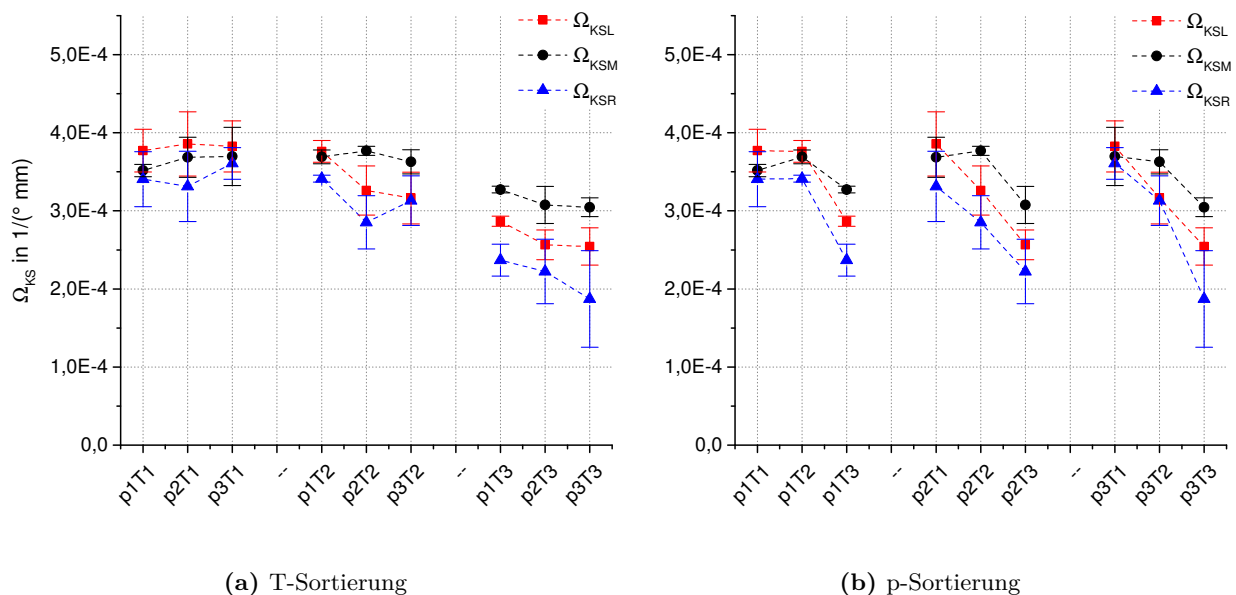 Ω_KS in 1/(° mm)
5,0E-4
4,0E-4
3,0E-4
2,0E-4
1,0E-4
0,0
Ω_KSL
Ω_KSM
Ω_KSR
p1T1 p2T1 p3T1 -- p1T2 p2T2 p3T2 -- p1T3 p2T3 p3T3
(a) T-Sortierung
5,0E-4
4,0E-4
3,0E-4
2,0E-4
1,0E-4
0,0
Ω_KSL
Ω_KSM
Ω_KSR
p1T1 p1T2 p1T3 -- p2T1 p2T2 p2T3 -- p3T1 p3T2 p3T3
(b) p-Sortierung